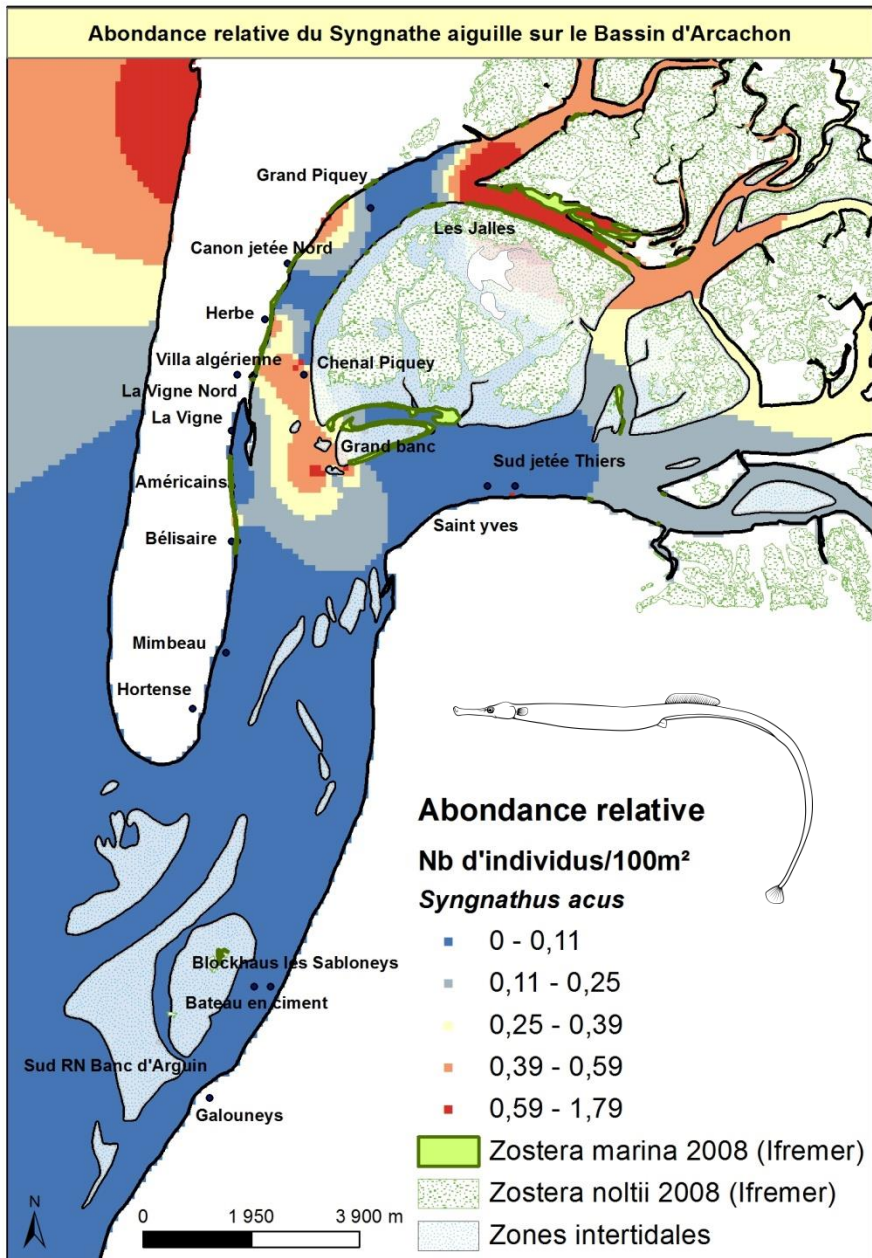 Abondance relative du Syngnathe aiguille sur le Bassin d'Arcachon
Grand Piquey
Les Jalles
Canon jetée Nord
Herbe
Villa algérienne
Chenal Piquey
La Vigne Nord
La Vigne
Grand banc
Sud jetée Thiers
Américains
Saint yves
Bélisaire
Mimbeau
Hortense
Abondance relative
Nb d'individus/100m²
Syngnathus acus
0 - 0,11
0,11 - 0,25
0,25 - 0,39
0,39 - 0,59
0,59 - 1,79
Zostera marina 2008 (Ifremer)
Zostera noltii 2008 (Ifremer)
Zones intertidales
Blockhaus les Sabloneys
Bateau en ciment
Sud RN Banc d'Arguin
Galouneys
N
0 1 950 3 900 m